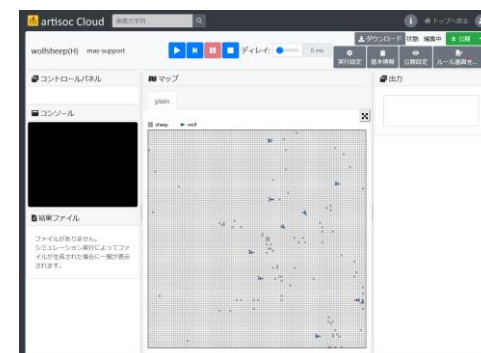 artisoc Cloud 検索文字列
トップへ戻る
ダウンロード 状態: 編集中 公開
wolfsheep(H) mas-support ディレイ: 0 ms
実行設定 基本情報 公開設定 ルール画面を...
コントロールパネル
マップ
出力
plain
コンソール
sheep wolf
結果ファイル
ファイルがありません。
シミュレーション実行によってファ
イルが生成された場合に一覧が表示
されます。